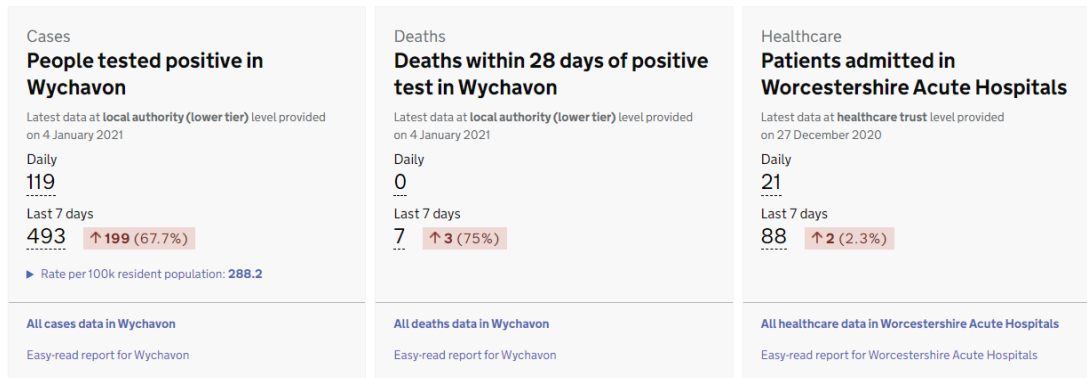 Cases
People tested positive in
Wychavon
Latest data at local authority (lower tier) level provided
on 4 January 2021
Daily
119
Last 7 days
493 ↑ 199 (67.7%)
▶ Rate per 100k resident population: 288.2
All cases data in Wychavon
Easy-read report for Wychavon
Deaths
Deaths within 28 days of positive
test in Wychavon
Latest data at local authority (lower tier) level provided
on 4 January 2021
Daily
0
Last 7 days
7 ↑ 3 (75%)
All deaths data in Wychavon
Easy-read report for Wychavon
Healthcare
Patients admitted in
Worcestershire Acute Hospitals
Latest data at healthcare trust level provided
on 27 December 2020
Daily
21
Last 7 days
88 ↑ 2 (2.3%)
All healthcare data in Worcestershire Acute Hospitals
Easy-read report for Worcestershire Acute Hospitals